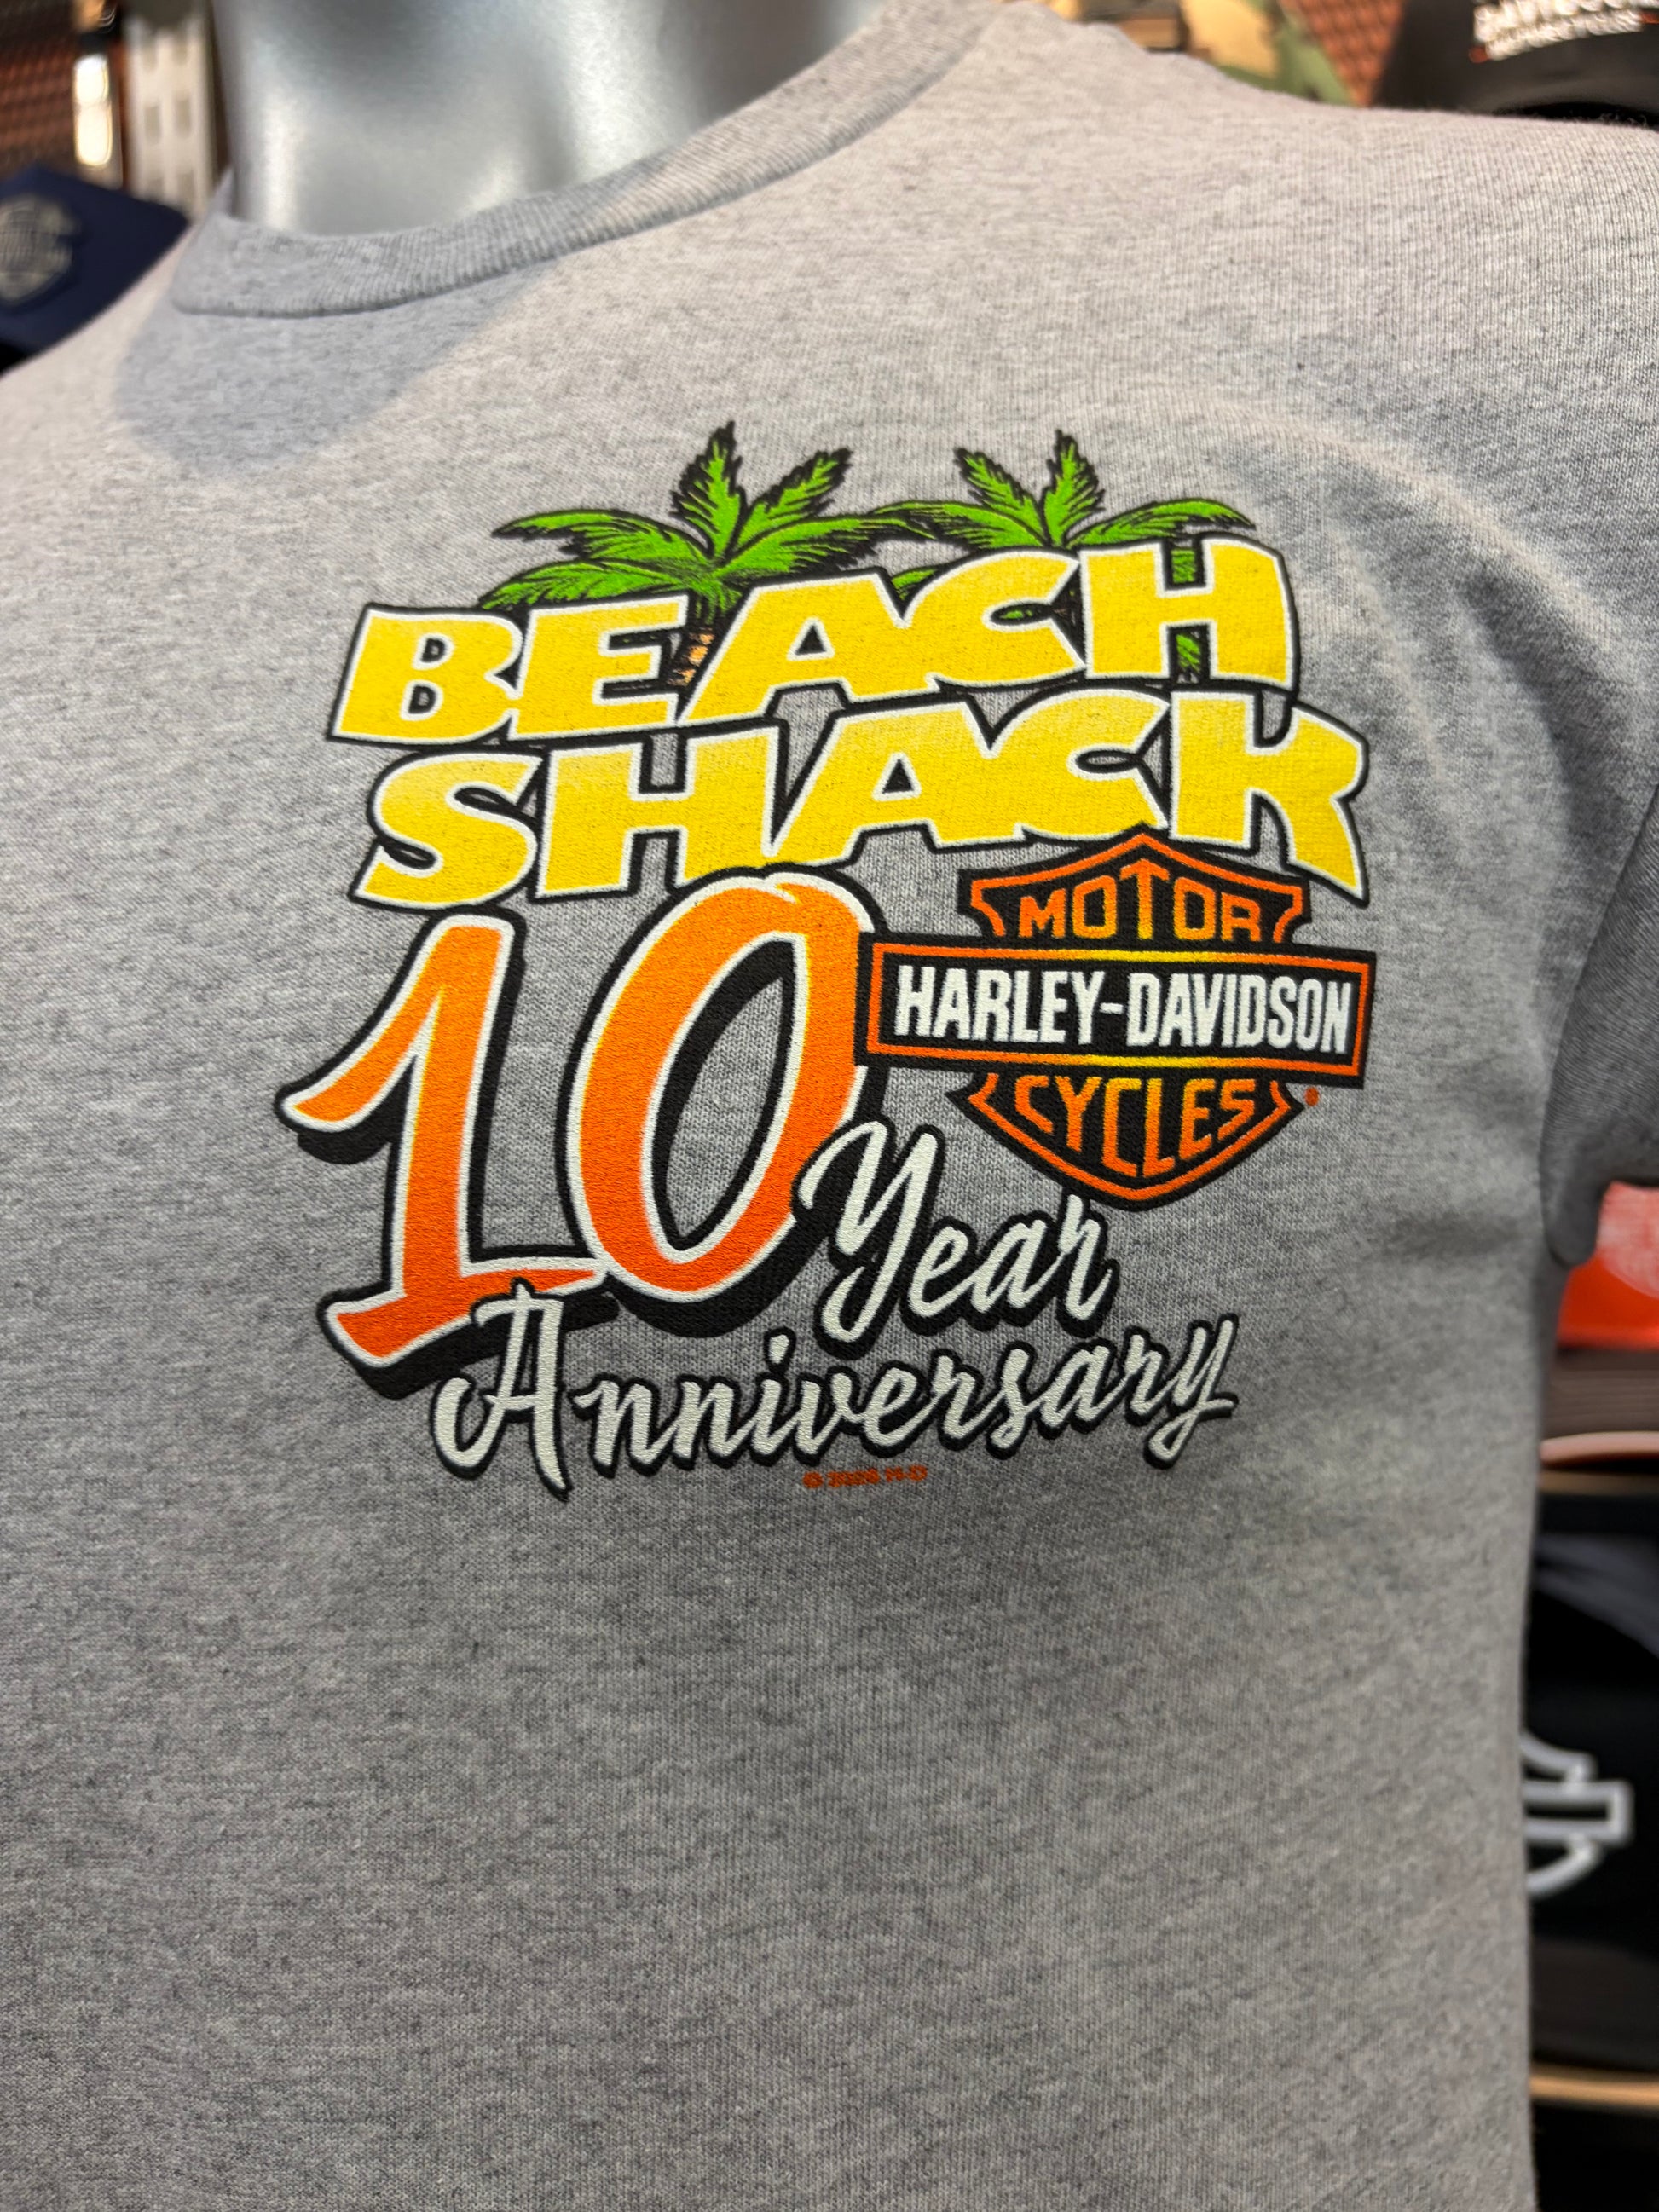 BEACH
SHACK
10 Year
Anniversary
MOTOR
HARLEY-DAVIDSON
CYCLES